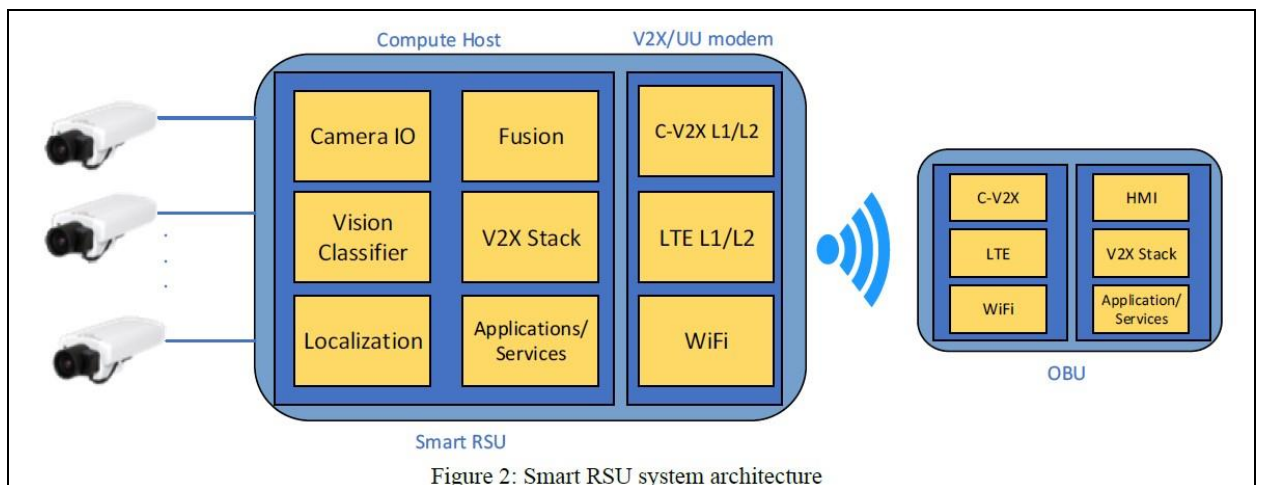 Compute Host
V2X/UU modem
Camera IO
Fusion
C-V2X L1/L2
Vision
Classifier
V2X Stack
LTE L1/L2
Localization
Applications/
Services
WiFi
Smart RSU
C-V2X
HMI
LTE
V2X Stack
WiFi
Application/
Services
OBU
Figure 2: Smart RSU system architecture